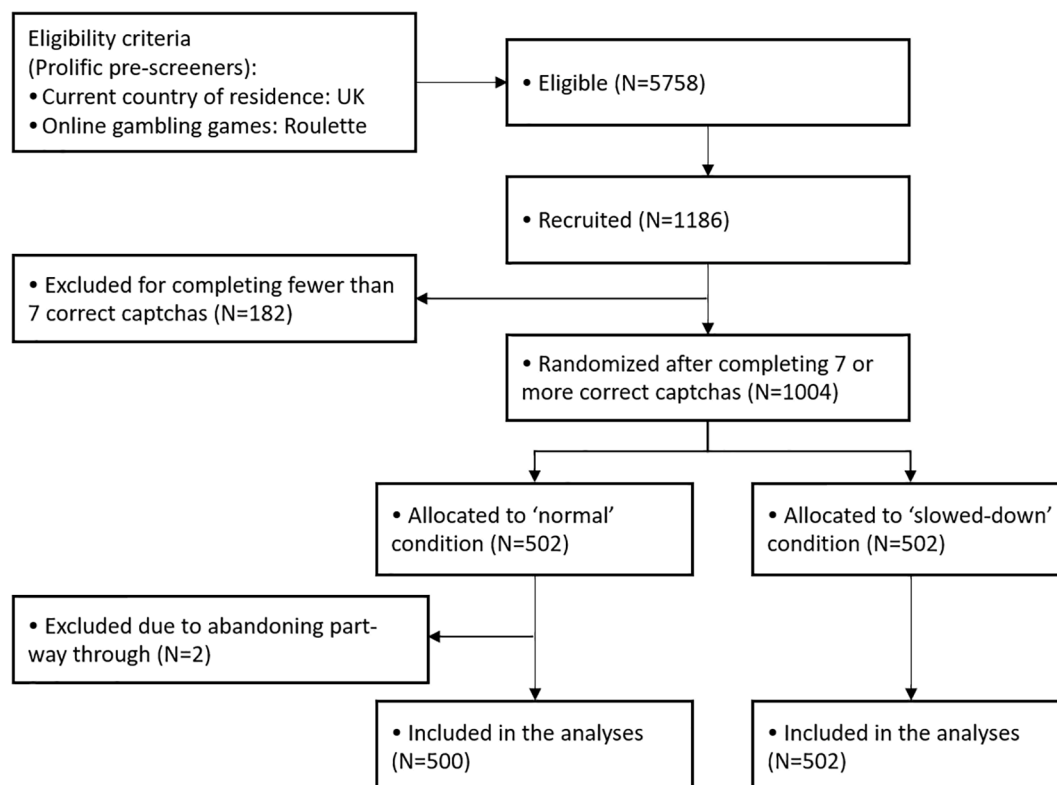 Eligibility criteria
(Prolific pre-screeners):
• Current country of residence: UK
• Online gambling games: Roulette
• Eligible (N=5758)
• Recruited (N=1186)
• Excluded for completing fewer than
7 correct captchas (N=182)
• Randomized after completing 7 or
more correct captchas (N=1004)
• Allocated to ‘normal’
condition (N=502)
• Allocated to ‘slowed-down’
condition (N=502)
• Excluded due to abandoning part-
way through (N=2)
• Included in the analyses
(N=500)
• Included in the analyses
(N=502)